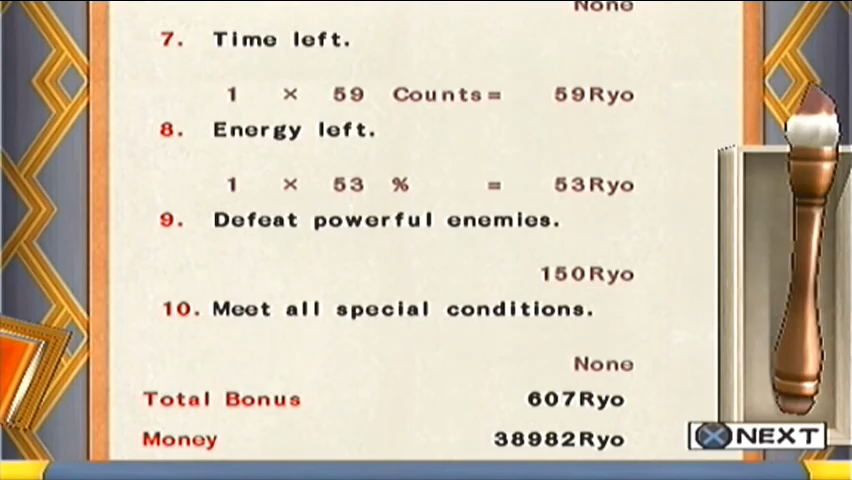 None
7. Time left.
1 × 59 Counts= 59Ryo
8. Energy left.
1 × 53 % = 53Ryo
9. Defeat powerful enemies.
150Ryo
10. Meet all special conditions.
None
Total Bonus 607Ryo
Money 38982Ryo
NEXT